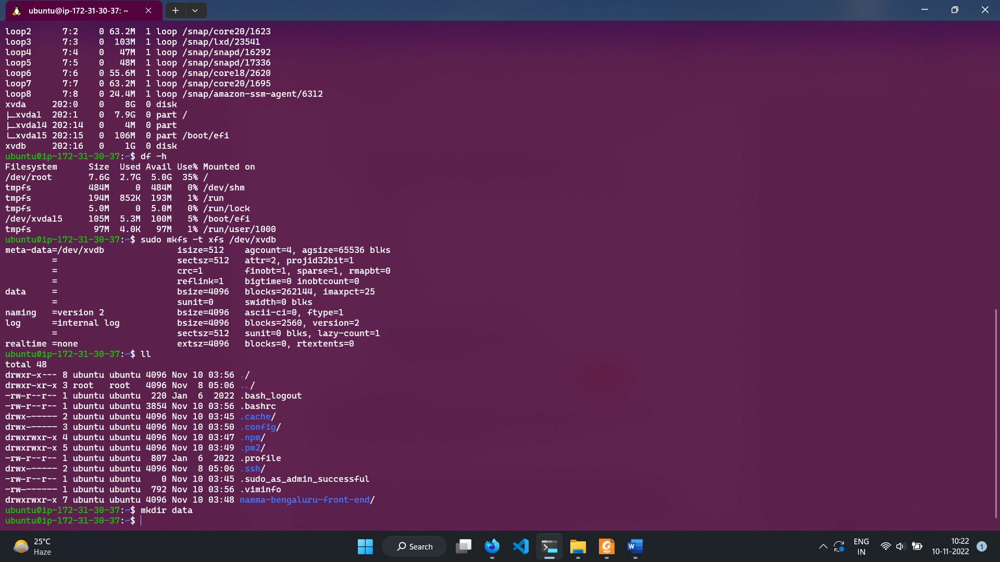 ubuntu@ip-172-31-30-37: ~
loop2      7:2    0 63.2M  1 loop /snap/core20/1623
loop3      7:3    0  103M  1 loop /snap/lxd/23541
loop4      7:4    0   47M  1 loop /snap/snapd/16292
loop5      7:5    0   48M  1 loop /snap/snapd/17336
loop6      7:6    0 55.6M  1 loop /snap/core18/2620
loop7      7:7    0 63.2M  1 loop /snap/core20/1695
loop8      7:8    0 24.4M  1 loop /snap/amazon-ssm-agent/6312
xvda     202:0    0    8G  0 disk
├─xvda1  202:1    0  7.9G  0 part /
├─xvda14 202:14   0    4M  0 part
└─xvda15 202:15   0  106M  0 part /boot/efi
xvdb     202:16   0    1G  0 disk
ubuntu@ip-172-31-30-37:~$ df -h
Filesystem      Size  Used Avail Use% Mounted on
/dev/root       7.6G  2.7G  5.0G  35% /
tmpfs           484M     0  484M   0% /dev/shm
tmpfs           194M  852K  193M   1% /run
tmpfs           5.0M     0  5.0M   0% /run/lock
/dev/xvda15     105M  5.3M  100M   5% /boot/efi
tmpfs            97M  4.0K   97M   1% /run/user/1000
ubuntu@ip-172-31-30-37:~$ sudo mkfs -t xfs /dev/xvdb
meta-data=/dev/xvdb              isize=512    agcount=4, agsize=65536 blks
         =                       sectsz=512   attr=2, projid32bit=1
         =                       crc=1        finobt=1, sparse=1, rmapbt=0
         =                       reflink=1    bigtime=0 inobtcount=0
data     =                       bsize=4096   blocks=262144, imaxpct=25
         =                       sunit=0      swidth=0 blks
naming   =version 2              bsize=4096   ascii-ci=0, ftype=1
log      =internal log           bsize=4096   blocks=2560, version=2
         =                       sectsz=512   sunit=0 blks, lazy-count=1
realtime =none                   extsz=4096   blocks=0, rtextents=0
ubuntu@ip-172-31-30-37:~$ ll
total 48
drwxr-x--- 8 ubuntu ubuntu 4096 Nov 10 03:56 ./
drwxr-xr-x 3 root   root   4096 Nov  8 05:06 ../
-rw-r--r-- 1 ubuntu ubuntu  220 Jan  6  2022 .bash_logout
-rw-r--r-- 1 ubuntu ubuntu 3854 Nov 10 03:56 .bashrc
drwx------ 2 ubuntu ubuntu 4096 Nov 10 03:45 .cache/
drwx------ 3 ubuntu ubuntu 4096 Nov 10 03:50 .config/
drwxrwxr-x 4 ubuntu ubuntu 4096 Nov 10 03:47 .npm/
drwxrwxr-x 5 ubuntu ubuntu 4096 Nov 10 03:49 .pm2/
-rw-r--r-- 1 ubuntu ubuntu  807 Jan  6  2022 .profile
drwx------ 2 ubuntu ubuntu 4096 Nov  8 05:06 .ssh/
-rw-r--r-- 1 ubuntu ubuntu    0 Nov 10 03:45 .sudo_as_admin_successful
-rw------- 1 ubuntu ubuntu  792 Nov 10 03:56 .viminfo
drwxrwxr-x 7 ubuntu ubuntu 4096 Nov 10 03:48 namma-bengaluru-front-end/
ubuntu@ip-172-31-30-37:~$ mkdir data
ubuntu@ip-172-31-30-37:~$
25°C
Haze
Search
PDF
W
ENG
IN
10:22
10-11-2022
1